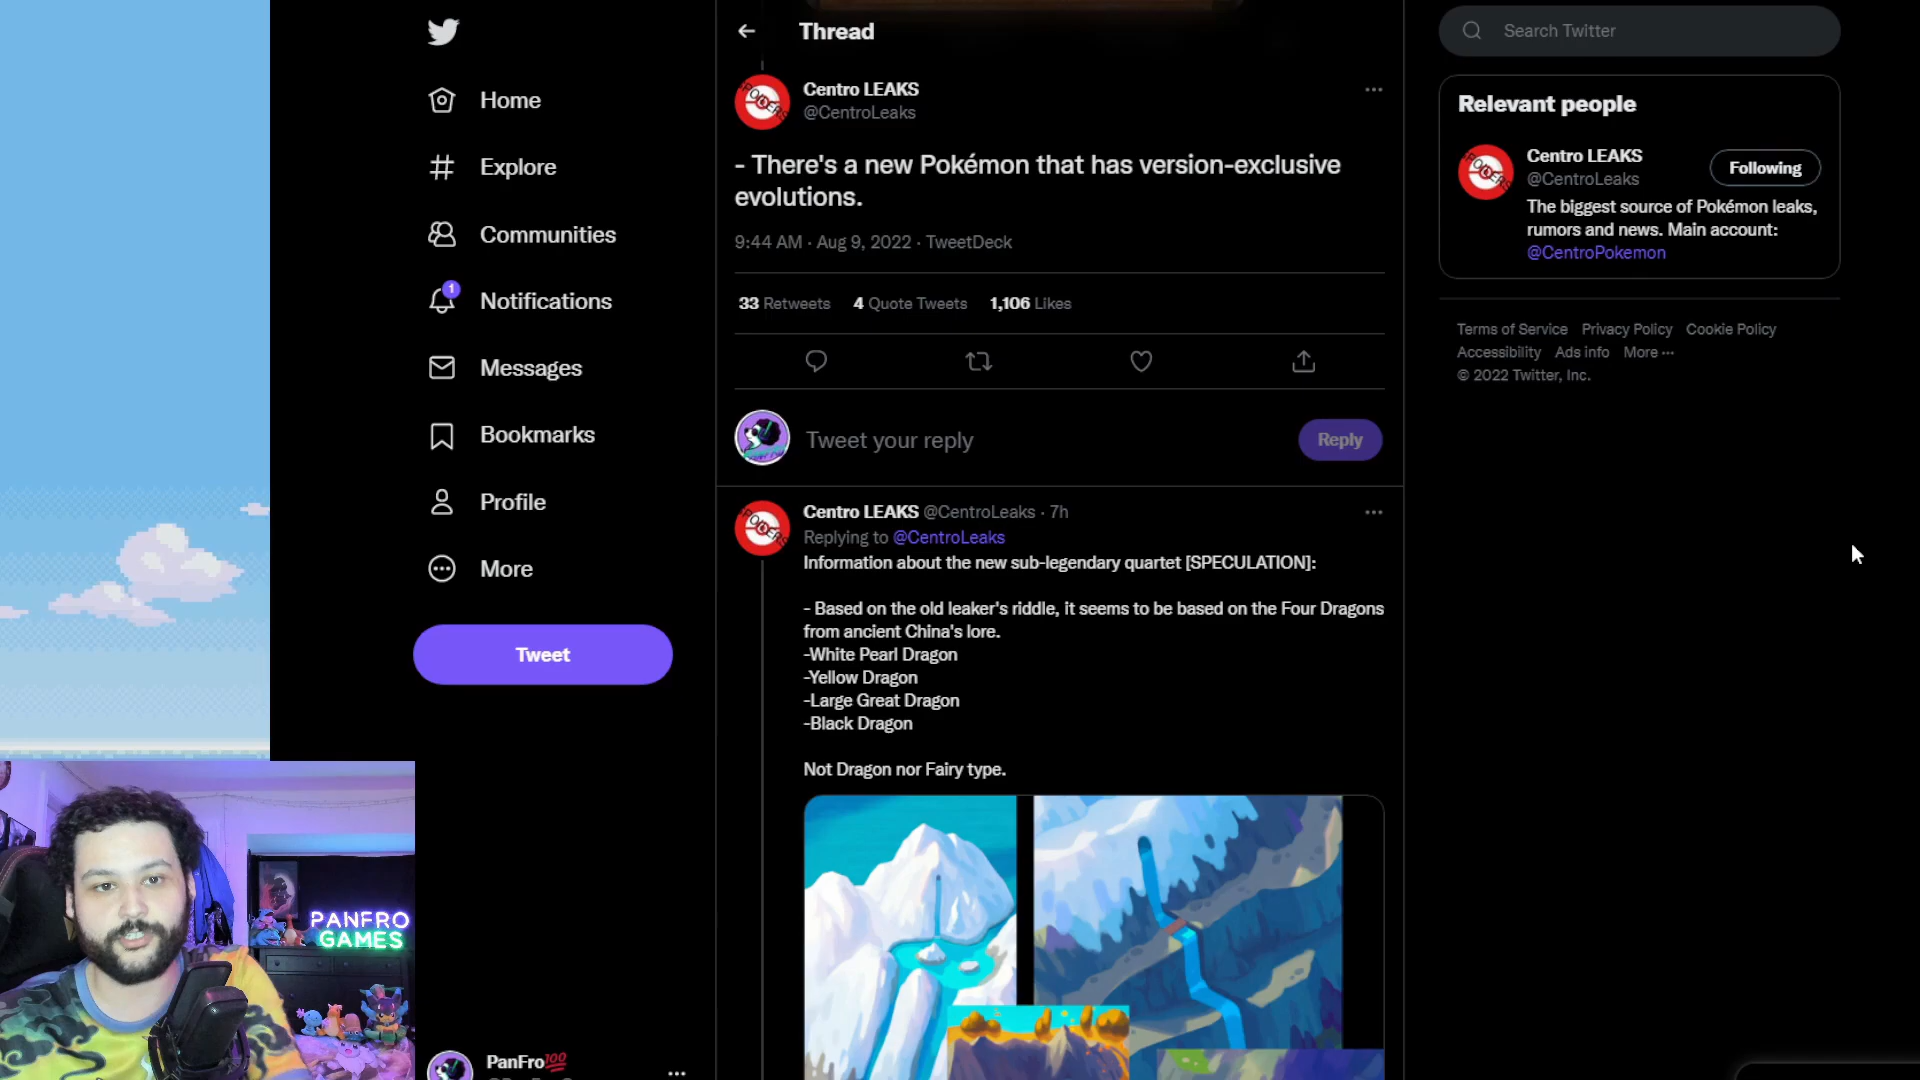 Thread
Search Twitter
Home
Explore
Communities
1
Notifications
Messages
Bookmarks
Profile
More
Tweet
PanFro💯
Centro LEAKS
@CentroLeaks
- There's a new Pokémon that has version-exclusive
evolutions.
9:44 AM · Aug 9, 2022 · TweetDeck
33 Retweets 4 Quote Tweets 1,106 Likes
Tweet your reply
Reply
Centro LEAKS @CentroLeaks · 7h
Replying to @CentroLeaks
Information about the new sub-legendary quartet [SPECULATION]:
- Based on the old leaker's riddle, it seems to be based on the Four Dragons
from ancient China's lore.
-White Pearl Dragon
-Yellow Dragon
-Large Great Dragon
-Black Dragon
Not Dragon nor Fairy type.
Relevant people
Centro LEAKS
@CentroLeaks
Following
The biggest source of Pokémon leaks,
rumors and news. Main account:
@CentroPokemon
Terms of Service Privacy Policy Cookie Policy
Accessibility Ads info More ···
© 2022 Twitter, Inc.
PANFRO
GAMES